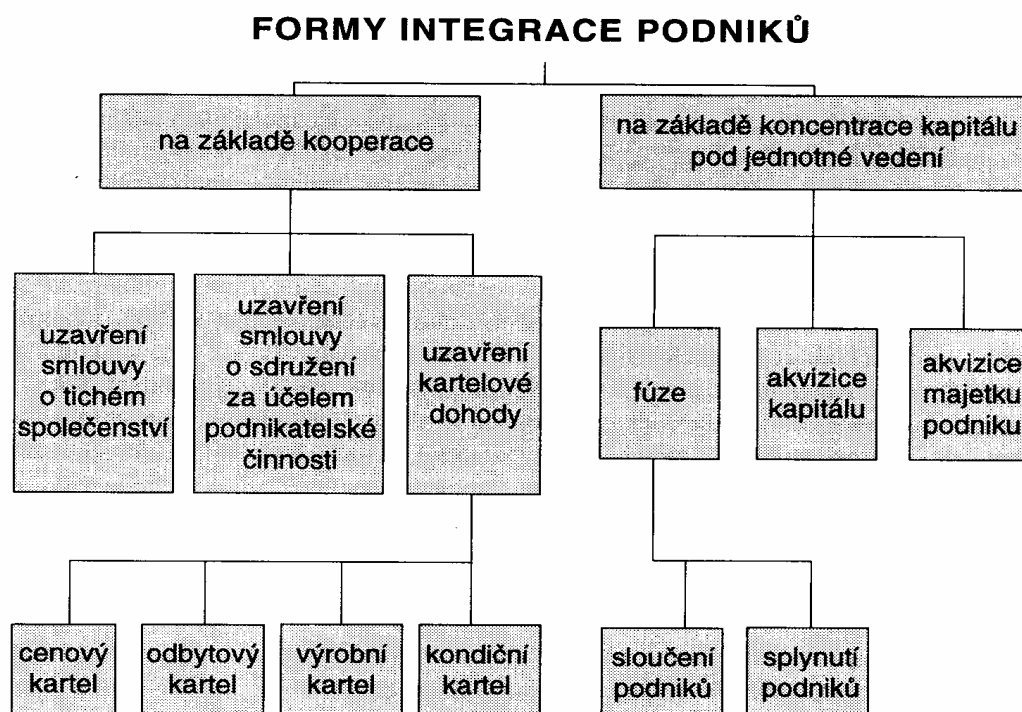 FORMY INTEGRACE PODNIKŮ
na základě kooperace
na základě koncentrace kapitálu
pod jednotné vedení
uzavření
smlouvy
o tichém
společenství
uzavření
smlouvy
o sdružení
za účelem
podnikatelské
činnosti
uzavření
kartelové
dohody
fúze
akvizice
kapitálu
akvizice
majetku
podniku
cenový
kartel
odbytový
kartel
výrobní
kartel
kondiční
kartel
sloučení
podniků
splynutí
podniků